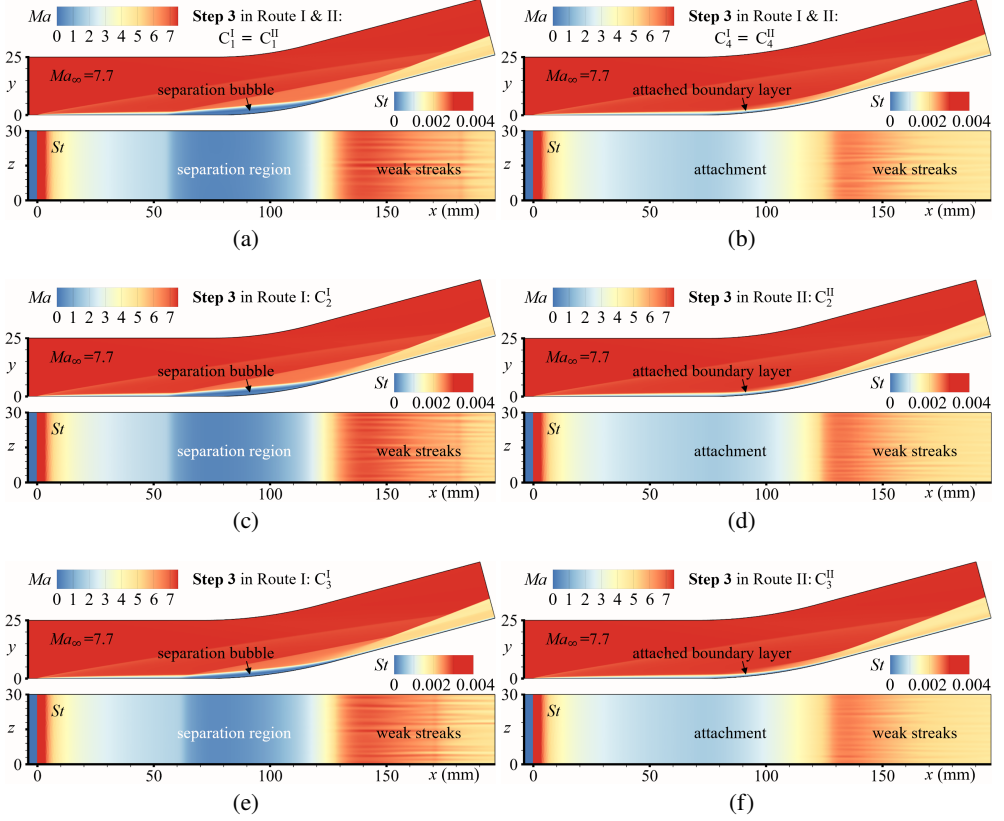 Ma
0 1 2 3 4 5 6 7
Step 3 in Route I & II:
C₁ᴵ = C₁ᴵᴵ
25
y
0
Ma∞=7.7
separation bubble
St
0 0.002 0.004
30
z
0
St
separation region
weak streaks
0 50 100 150 x (mm)
(a)
Ma
0 1 2 3 4 5 6 7
Step 3 in Route I & II:
C₄ᴵ = C₄ᴵᴵ
25
y
0
Ma∞=7.7
attached boundary layer
St
0 0.002 0.004
30
z
0
St
attachment
weak streaks
0 50 100 150 x (mm)
(b)
Ma
0 1 2 3 4 5 6 7
Step 3 in Route I: C₂ᴵ
25
y
0
Ma∞=7.7
separation bubble
St
0 0.002 0.004
30
z
0
St
separation region
weak streaks
0 50 100 150 x (mm)
(c)
Ma
0 1 2 3 4 5 6 7
Step 3 in Route II: C₂ᴵᴵ
25
y
0
Ma∞=7.7
attached boundary layer
St
0 0.002 0.004
30
z
0
St
attachment
weak streaks
0 50 100 150 x (mm)
(d)
Ma
0 1 2 3 4 5 6 7
Step 3 in Route I: C₃ᴵ
25
y
0
Ma∞=7.7
separation bubble
St
0 0.002 0.004
30
z
0
St
separation region
weak streaks
0 50 100 150 x (mm)
(e)
Ma
0 1 2 3 4 5 6 7
Step 3 in Route II: C₃ᴵᴵ
25
y
0
Ma∞=7.7
attached boundary layer
St
0 0.002 0.004
30
z
0
St
attachment
weak streaks
0 50 100 150 x (mm)
(f)